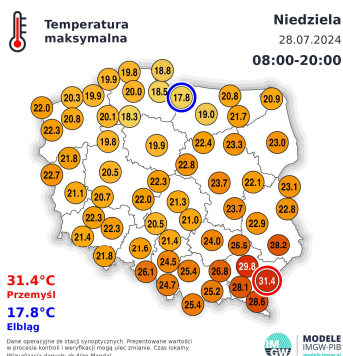 Temperatura
maksymalna
Niedziela
28.07.2024
08:00-20:00
19.9 19.8 18.8
22.0 20.3 19.9 20.0 18.5 17.8 20.8 20.9
20.8 20.1 18.3 19.0 21.7
22.3
19.8 19.9 22.4 23.3 23.0
21.8
22.7 20.5 22.8
22.3 23.7 22.1 23.1
21.1 20.7 22.0 21.3
22.3 20.5 21.0 23.7 22.8
21.4 22.3 22.9
21.8 21.6 21.4 24.0 25.5 28.2
24.5
26.1 25.4 26.8 29.8
24.7 25.2 28.1 31.4
25.4 28.6
31.4°C
Przemyśl
17.8°C
Elbląg
Dane operacyjne ze stacji synoptycznych. Prezentowane wartości
w procesie kontroli i weryfikacji mogą ulec zmianie. Czas lokalny.
IM
GW
MODELE
IMGW-PIB